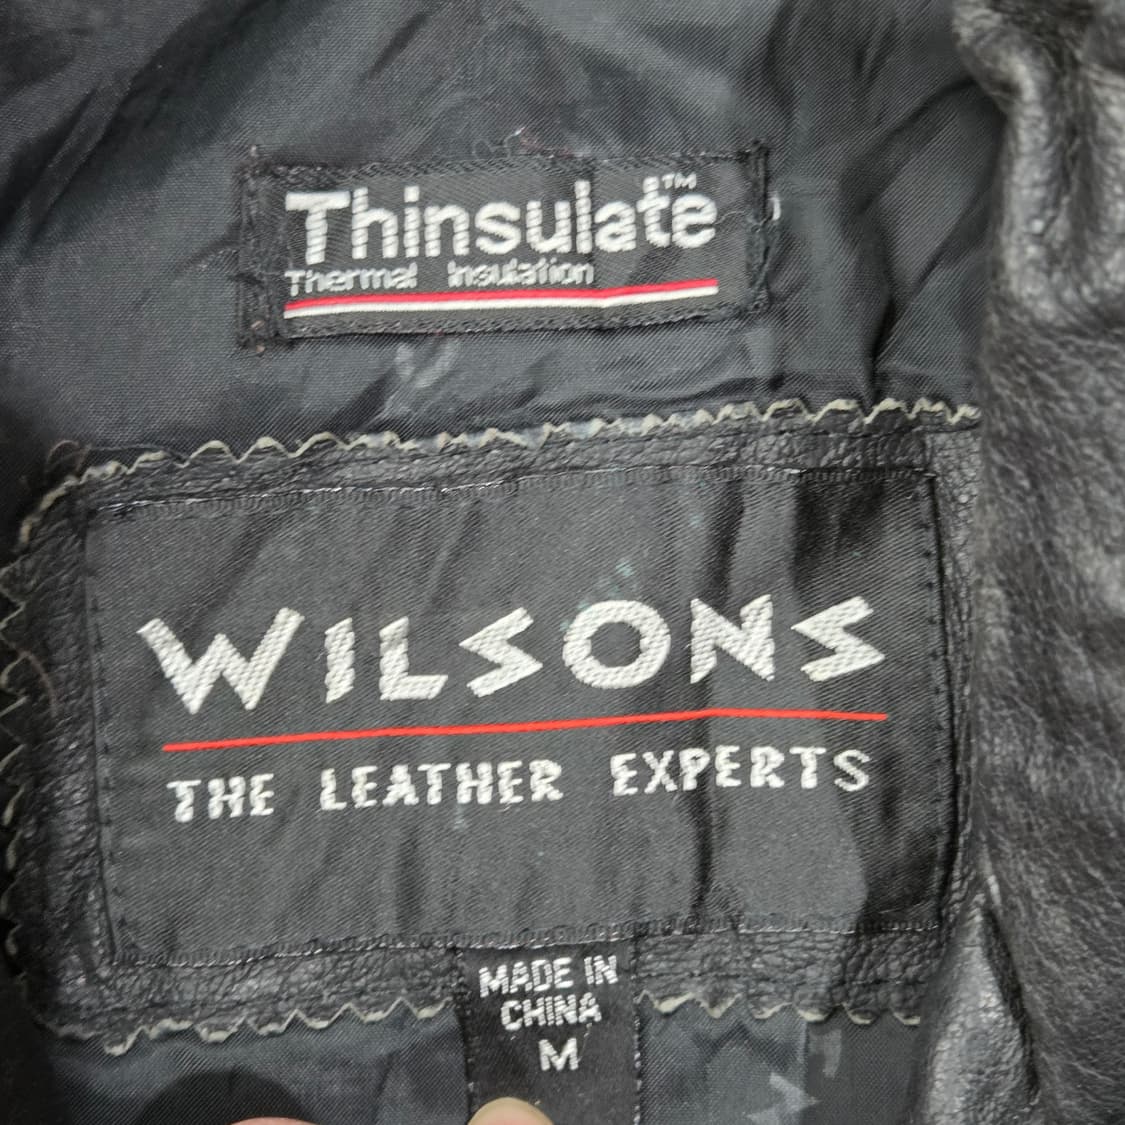 Thinsulate™
Thermal Insulation
WILSONS
THE LEATHER EXPERTS
MADE IN
CHINA
M